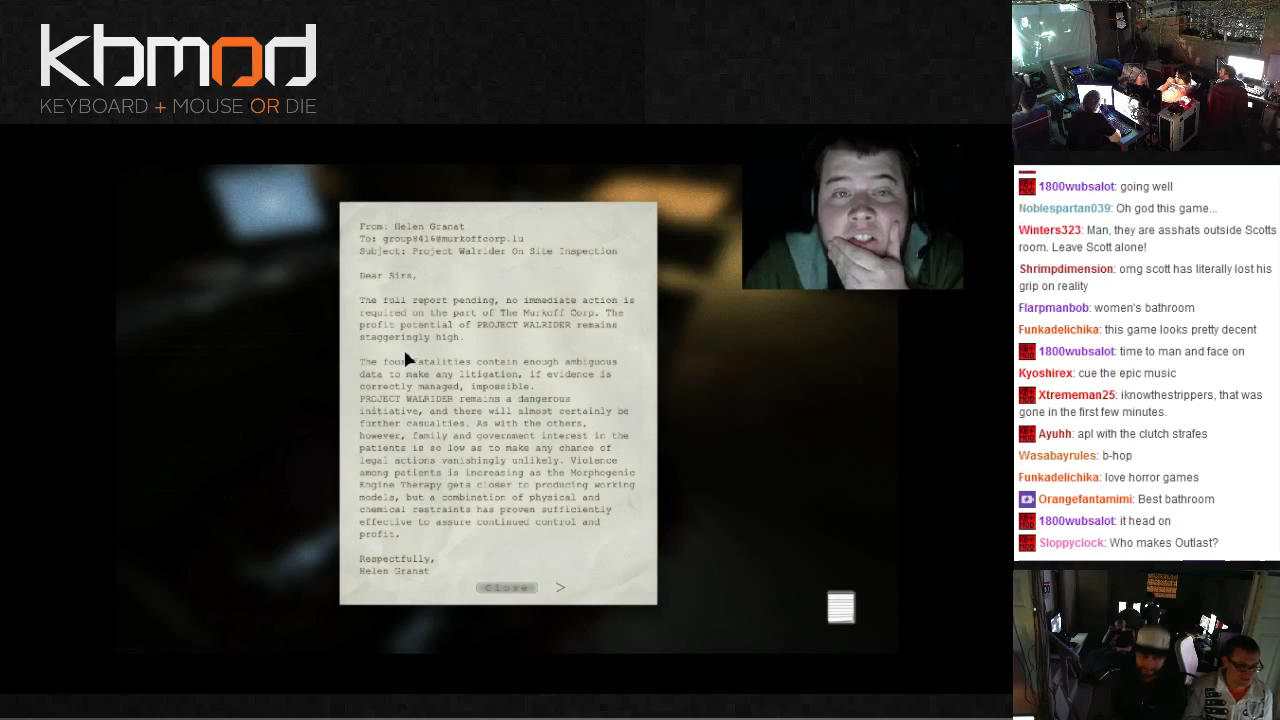 kbmod
KEYBOARD + MOUSE OR DIE
From: Helen Granat
To: group8416@murkoffcorp.lu
Subject: Project Walrider On Site Inspection
Dear Sirs,
The full report pending, no immediate action is
required on the part of The Murkoff Corp. The
profit potential of PROJECT WALRIDER remains
staggeringly high.
The four fatalities contain enough ambiguous
data to make any litigation, if evidence is
correctly managed, impossible.
PROJECT WALRIDER remains a dangerous
initiative, and there will almost certainly be
further casualties. As with the others,
however, family and government interest in the
patients is so low as to make any chance of
legal actions vanishingly unlikely. Violence
among patients is increasing as the Morphogenic
Engine Therapy gets closer to producing working
models, but a combination of physical and
chemical restraints has proven sufficiently
effective to assure continued control and
profit.
Respectfully,
Helen Granat
Close >
1800wubsalot: going well
Noblespartan039: Oh god this game...
Winters323: Man, they are asshats outside Scotts
room. Leave Scott alone!
Shrimpdimension: omg scott has literally lost his
grip on reality
Flarpmanbob: women's bathroom
Funkadelichika: this game looks pretty decent
1800wubsalot: time to man and face on
Kyoshirex: cue the epic music
Xtrememan25: iknowthestrippers, that was
gone in the first few minutes.
Ayuhh: apl with the clutch strafes
Wasabayrules: b-hop
Funkadelichika: love horror games
Orangefantamimi: Best bathroom
1800wubsalot: it head on
Sloppyclock: Who makes Outlast?